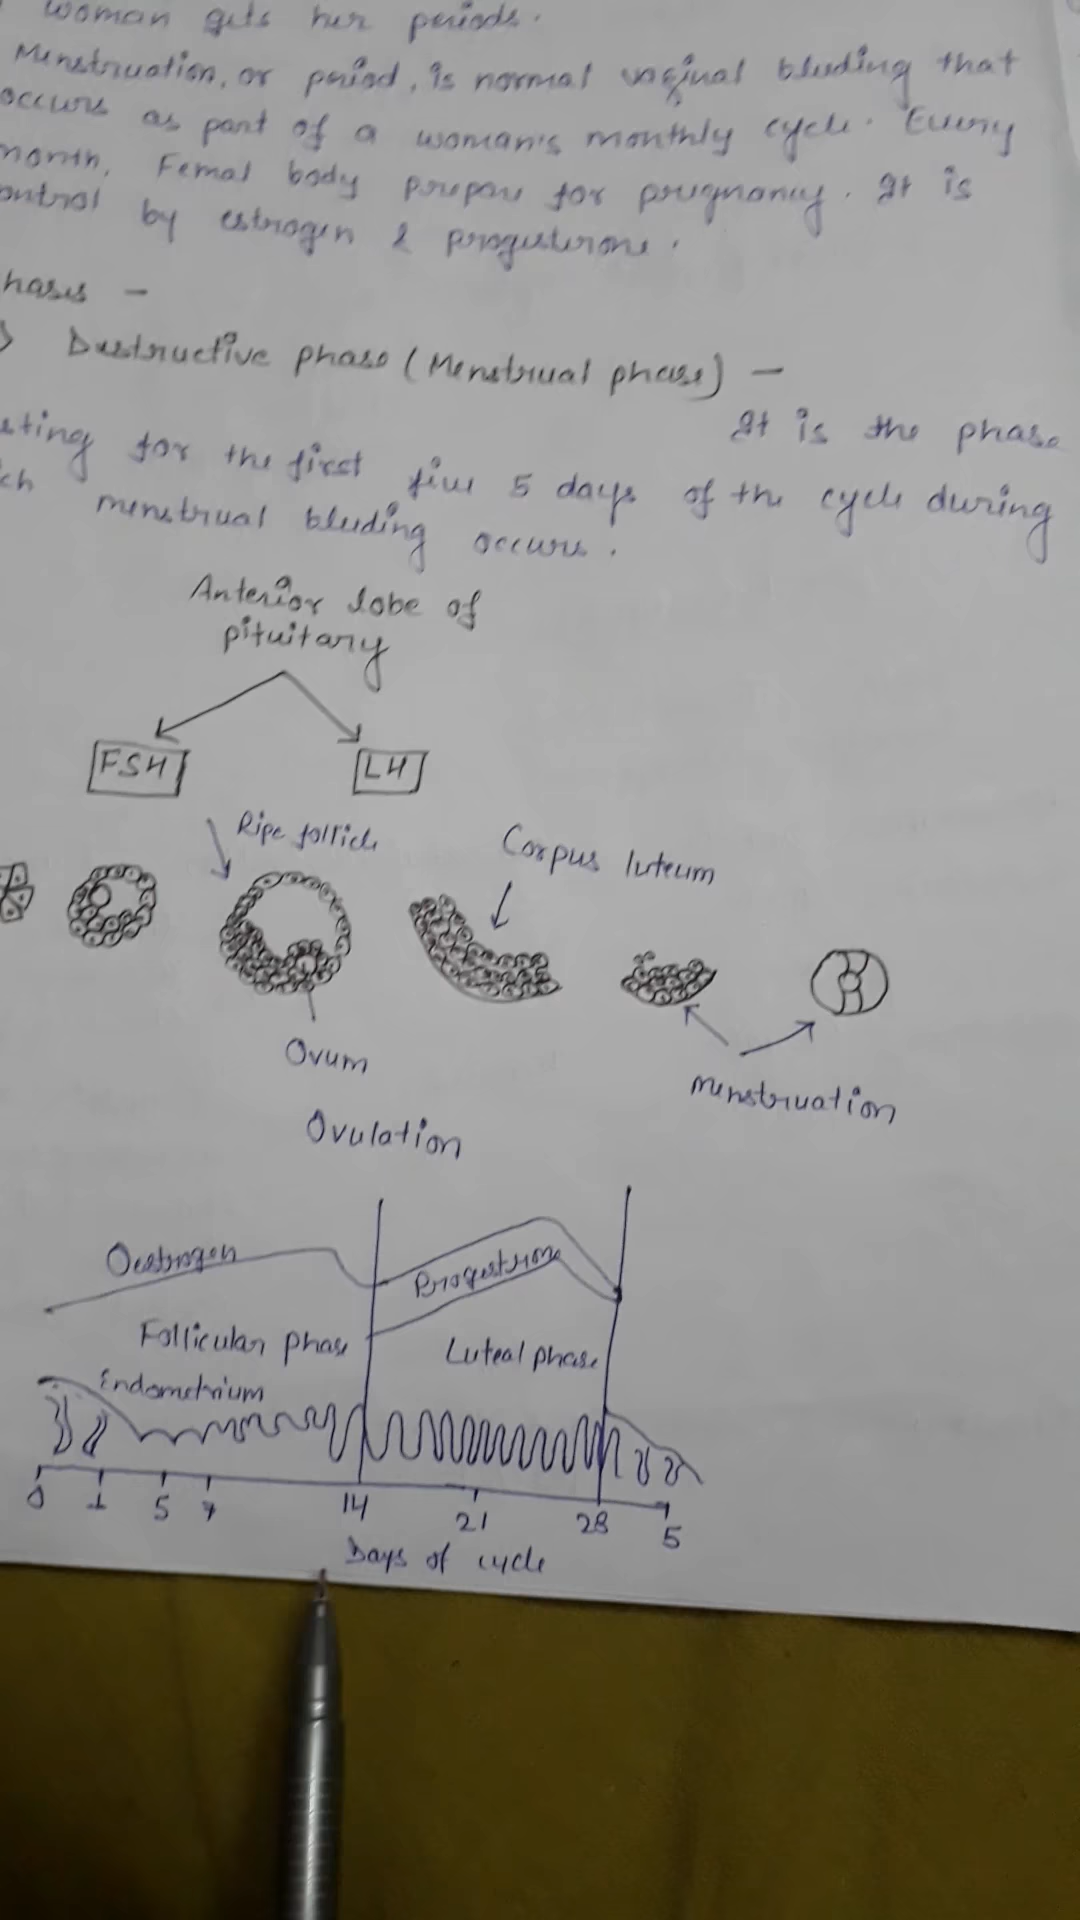 woman gets her periods.
Menstruation, or period, is normal vaginal bleeding that
occurs as part of a woman's monthly cycle. Every
month, Femal body prepare for pregnancy. It is
control by estrogen & progesterone.
hases -
Destructive phase (Menstrual phase) -
It is the phase
sting for the first five 5 days of the cycle during
ich menstrual bleeding occurs.
Anterior lobe of
pituitary
FSH
LH
Ripe follicle
Corpus luteum
Ovum
menstruation
Ovulation
Oestrogen
Progesterone
Follicular phase
Luteal phase
Endometrium
0 1 5 7 14 21 28 5
Days of cycle